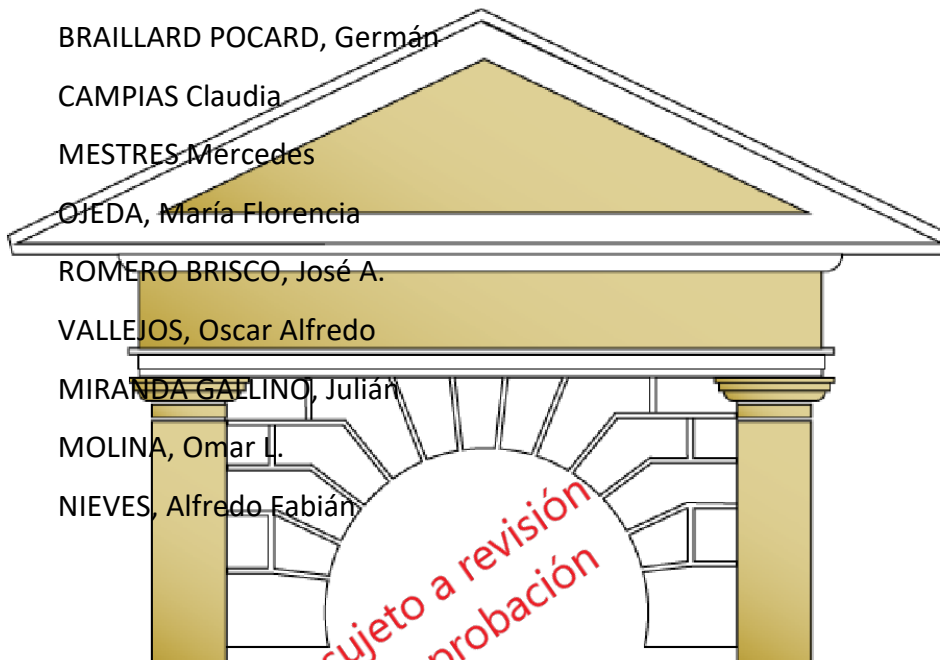 BRAILLARD POCARD, Germán
CAMPIAS Claudia
MESTRES Mercedes
OJEDA, María Florencia
ROMERO BRISCO, José A.
VALLEJOS, Oscar Alfredo
MIRANDA GALLINO, Julián
MOLINA, Omar L.
NIEVES, Alfredo Fabián
sujeto a revisión
probación